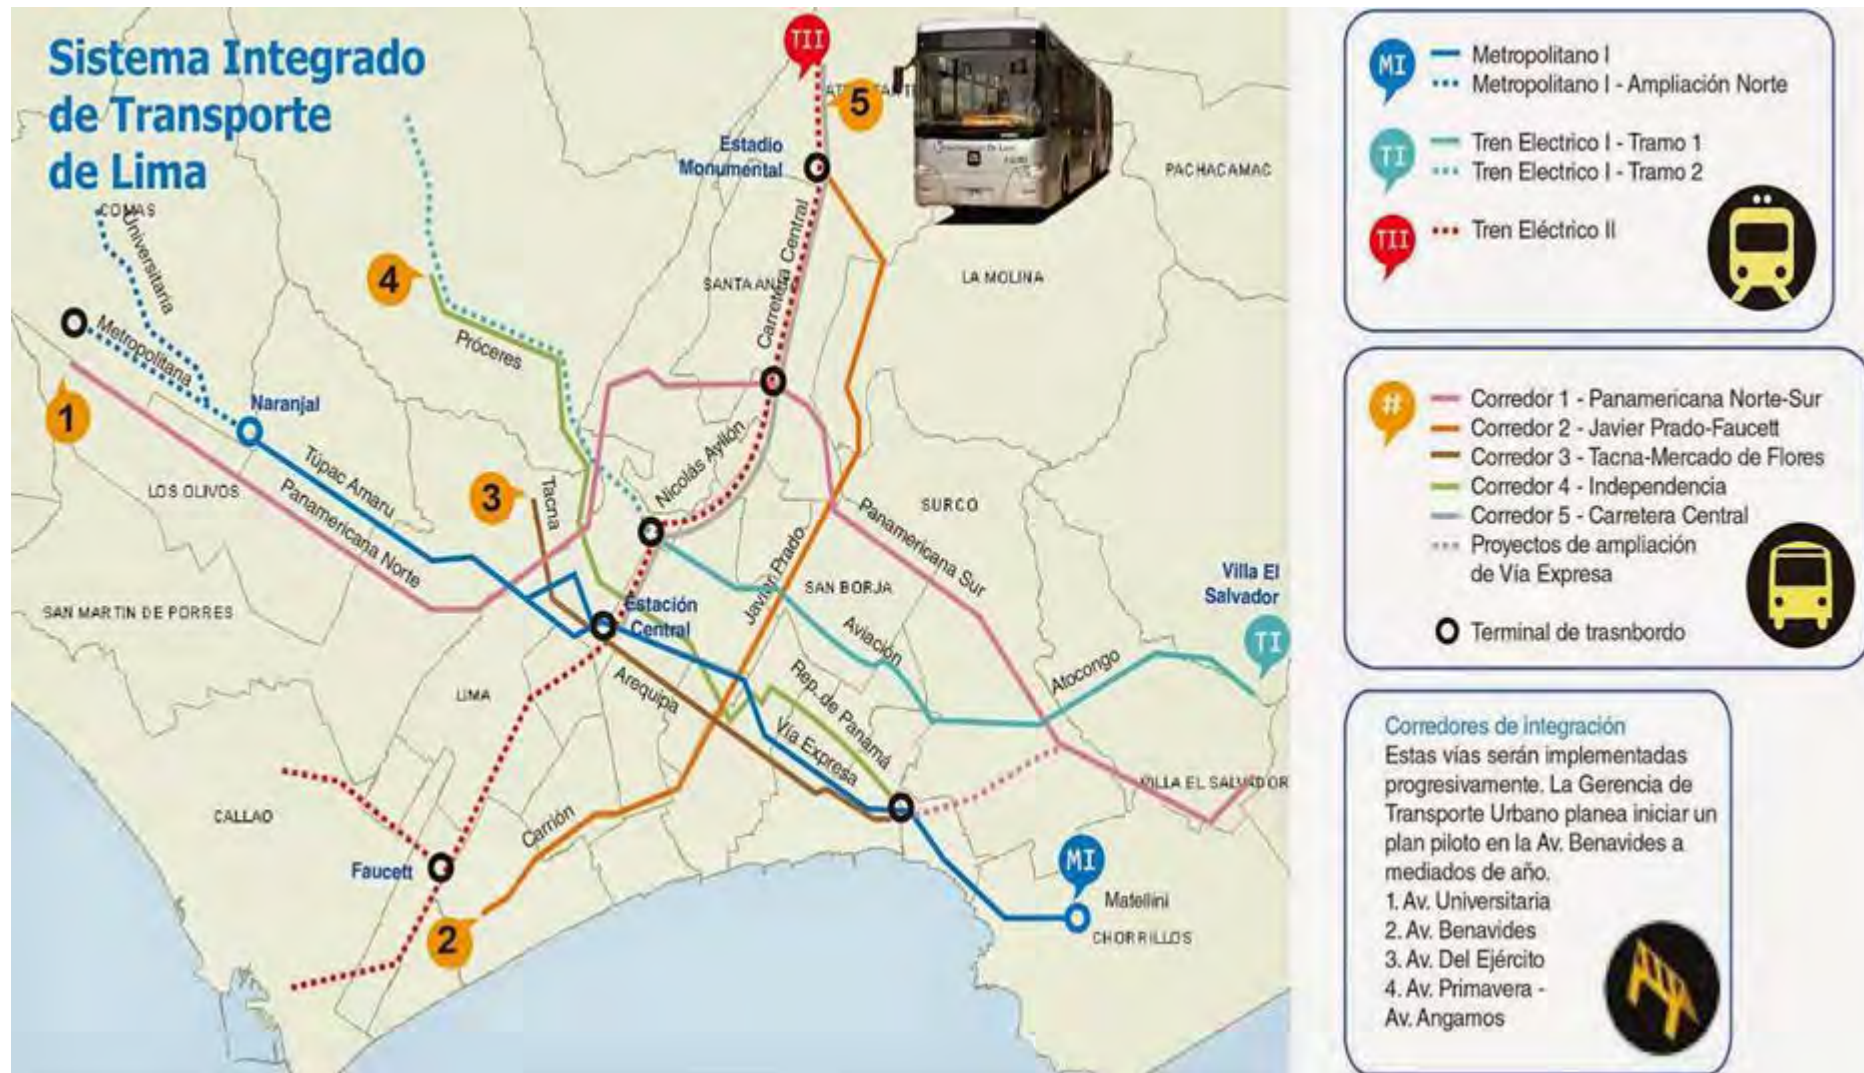 Sistema Integrado
de Transporte
de Lima
TII
5
Estadio
Monumental
PACHACAMAC
COMAS
Universitaria
Carretera Central
SANTA ANITA
LA MOLINA
4
Metropolitana
Próceres
1
Naranjal
Túpac Amaru
Nicolás Ayllón
LOS OLIVOS
Panamericana Norte
3
Tacna
SURCO
Panamericana Sur
Javier Prado
SAN BORJA
Villa El
Salvador
TI
SAN MARTIN DE PORRES
Estación
Central
Aviación
Atocongo
LIMA
Arequipa
Rep. de Panamá
Vía Expresa
VILLA EL SALVADOR
CALLAO
Carrión
Faucett
MI
Matellini
CHORRILLOS
2
MI
Metropolitano I
Metropolitano I - Ampliación Norte
TI
Tren Electrico I - Tramo 1
Tren Electrico I - Tramo 2
TII
Tren Eléctrico II
#
Corredor 1 - Panamericana Norte-Sur
Corredor 2 - Javier Prado-Faucett
Corredor 3 - Tacna-Mercado de Flores
Corredor 4 - Independencia
Corredor 5 - Carretera Central
Proyectos de ampliación
de Vía Expresa
Terminal de trasnbordo
Corredores de integración
Estas vías serán implementadas
progresivamente. La Gerencia de
Transporte Urbano planea iniciar un
plan piloto en la Av. Benavides a
mediados de año.
1. Av. Universitaria
2. Av. Benavides
3. Av. Del Ejército
4. Av. Primavera -
Av. Angamos